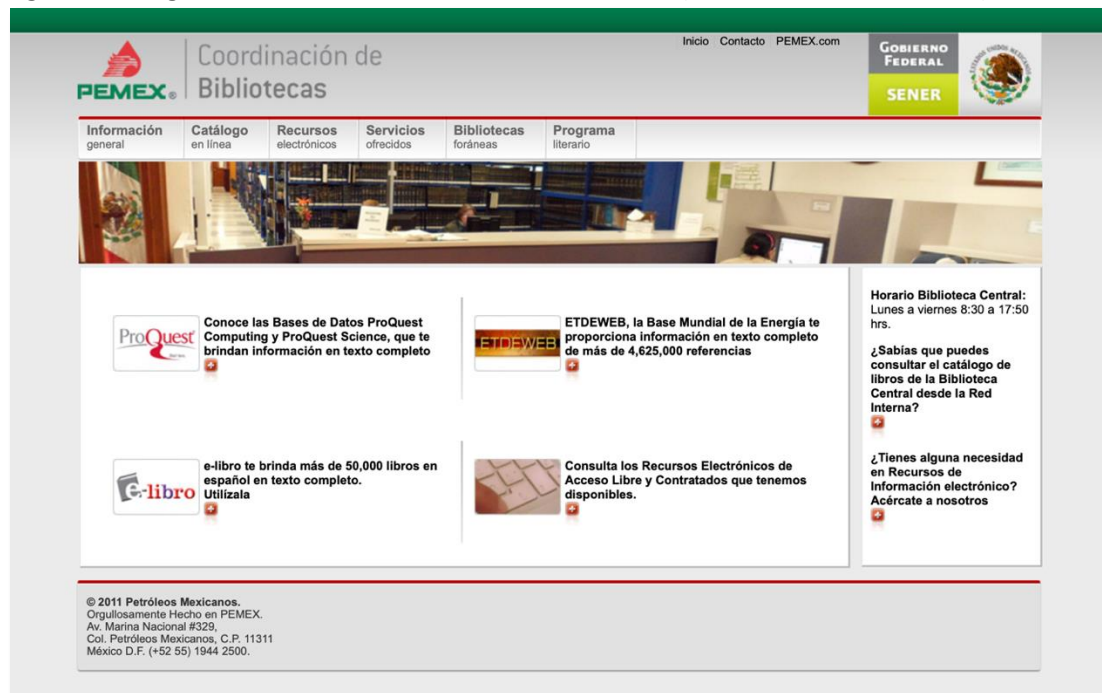 Inicio Contacto PEMEX.com
PEMEX®
Coordinación de
Bibliotecas
GOBIERNO
FEDERAL
SENER
Información
general
Catálogo
en línea
Recursos
electrónicos
Servicios
ofrecidos
Bibliotecas
foráneas
Programa
literario
ProQuest
Conoce las Bases de Datos ProQuest
Computing y ProQuest Science, que te
brindan información en texto completo
ETDEWEB
ETDEWEB, la Base Mundial de la Energía te
proporciona información en texto completo
de más de 4,625,000 referencias
e-libro
e-libro te brinda más de 50,000 libros en
español en texto completo.
Utilízala
Consulta los Recursos Electrónicos de
Acceso Libre y Contratados que tenemos
disponibles.
Horario Biblioteca Central:
Lunes a viernes 8:30 a 17:50
hrs.
¿Sabías que puedes
consultar el catálogo de
libros de la Biblioteca
Central desde la Red
Interna?
¿Tienes alguna necesidad
en Recursos de
Información electrónico?
Acércate a nosotros
© 2011 Petróleos Mexicanos.
Orgullosamente Hecho en PEMEX.
Av. Marina Nacional #329,
Col. Petróleos Mexicanos, C.P. 11311
México D.F. (+52 55) 1944 2500.